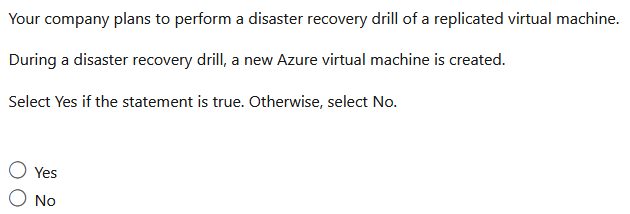 Your company plans to perform a disaster recovery drill of a replicated virtual machine.
During a disaster recovery drill, a new Azure virtual machine is created.
Select Yes if the statement is true. Otherwise, select No.
Yes
No